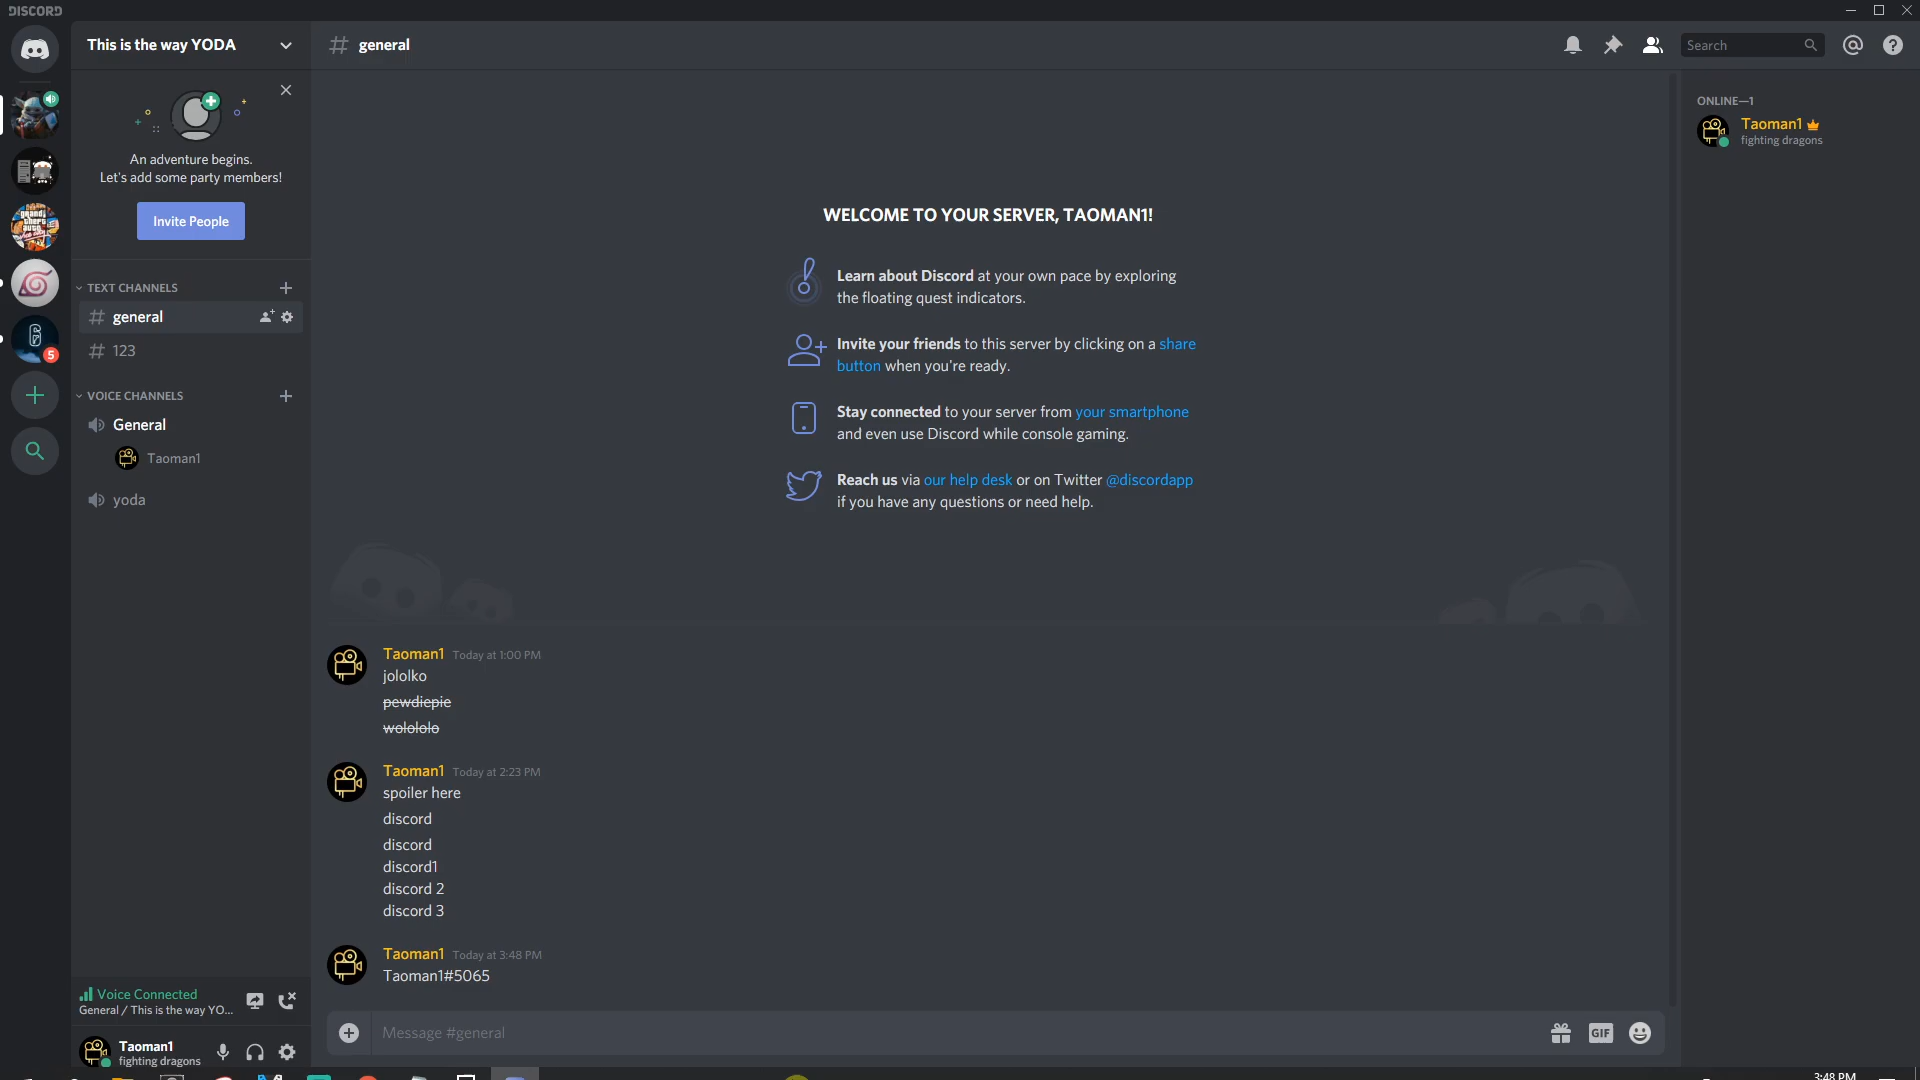 DISCORD
This is the way YODA
general
Search
An adventure begins.
Let's add some party members!
Invite People
TEXT CHANNELS
general
123
VOICE CHANNELS
General
Taoman1
yoda
WELCOME TO YOUR SERVER, TAOMAN1!
Learn about Discord at your own pace by exploring
the floating quest indicators.
Invite your friends to this server by clicking on a share
button when you're ready.
Stay connected to your server from your smartphone
and even use Discord while console gaming.
Reach us via our help desk or on Twitter @discordapp
if you have any questions or need help.
Taoman1 Today at 1:00 PM
jololko
pewdiepie
wolololo
Taoman1 Today at 2:23 PM
spoiler here
discord
discord
discord1
discord 2
discord 3
Taoman1 Today at 3:48 PM
Taoman1#5065
Message #general
GIF
ONLINE—1
Taoman1
fighting dragons
5
Voice Connected
General / This is the way YO...
Taoman1
fighting dragons
3:48 PM